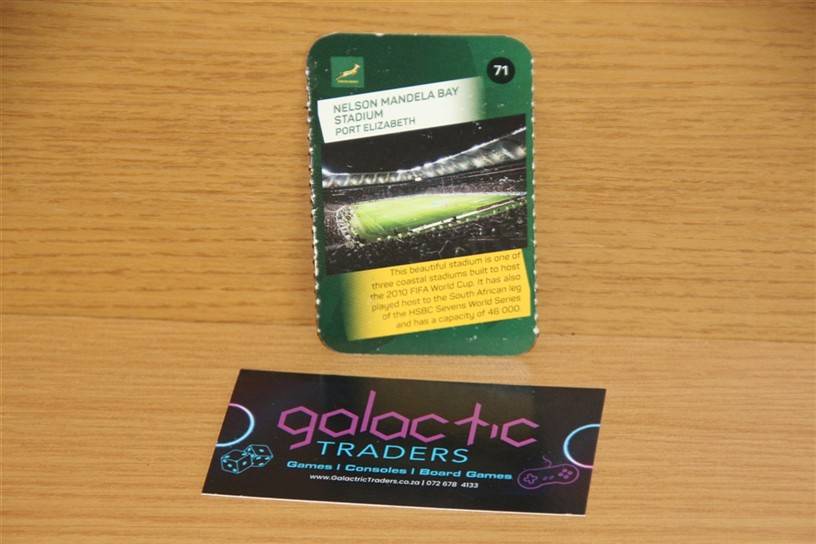 71
NELSON MANDELA BAY
STADIUM
PORT ELIZABETH
This beautiful stadium is one of
three coastal stadiums built to host
the 2010 FIFA World Cup. It has also
played host to the South African leg
of the HSBC Sevens World Series
and has a capacity of 46 000.
galactic
TRADERS
Games | Consoles | Board Games
www.GalactricTraders.co.za | 072 678 4133